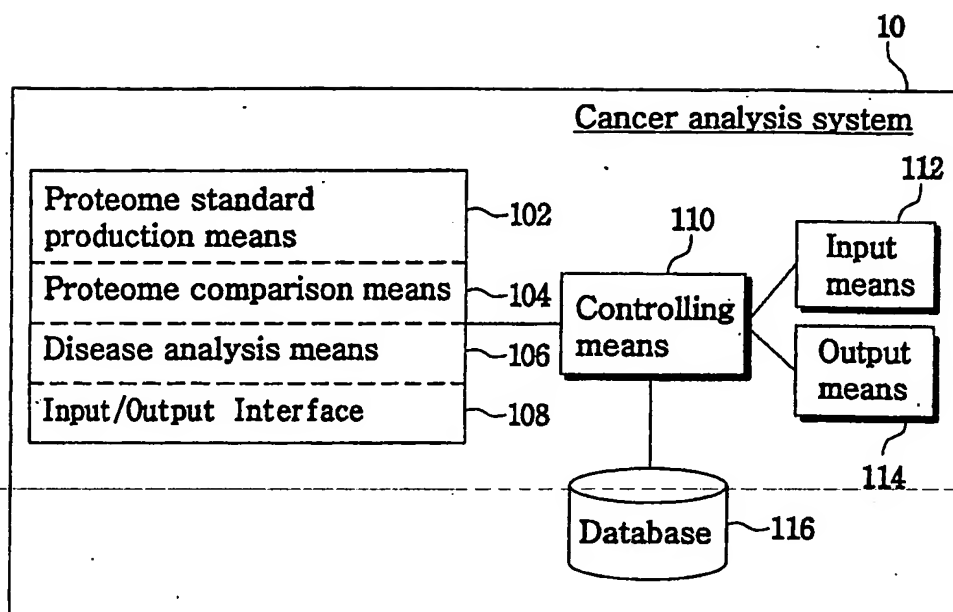 10
Cancer analysis system
Proteome standard
production means
102
Proteome comparison means
104
Disease analysis means
106
Input/Output Interface
108
110
Controlling
means
112
Input
means
Output
means
114
Database
116